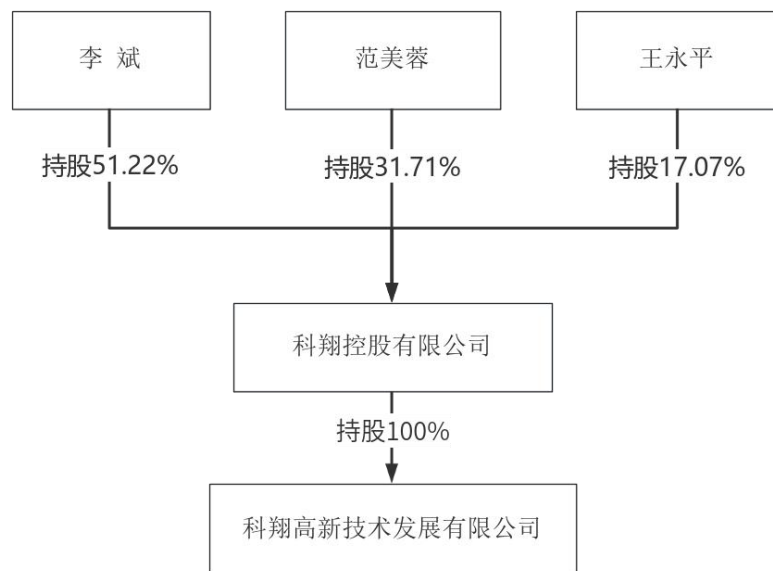 李 斌
范美蓉
王永平
持股51.22%
持股31.71%
持股17.07%
科翔控股有限公司
持股100%
科翔高新技术发展有限公司